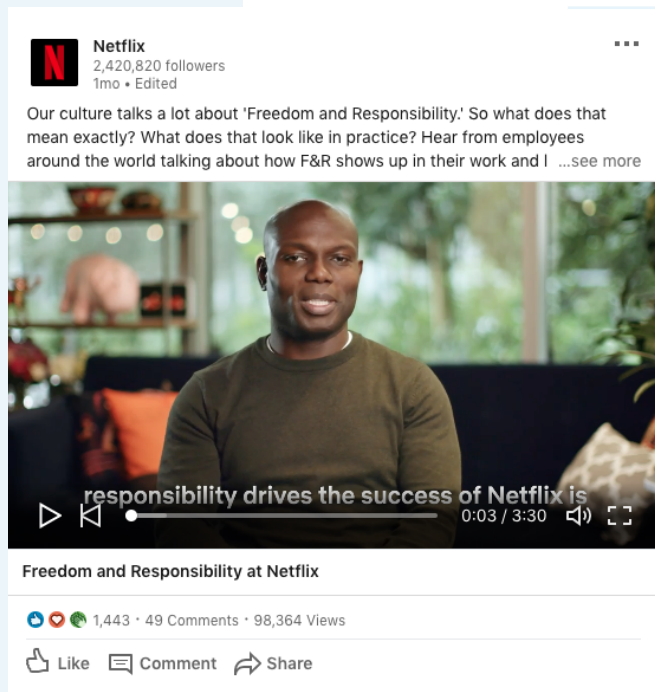 Netflix
2,420,820 followers
1mo • Edited
Our culture talks a lot about 'Freedom and Responsibility.' So what does that
mean exactly? What does that look like in practice? Hear from employees
around the world talking about how F&R shows up in their work and l ...see more
responsibility drives the success of Netflix is
0:03 / 3:30
Freedom and Responsibility at Netflix
1,443 · 49 Comments · 98,364 Views
Like Comment Share